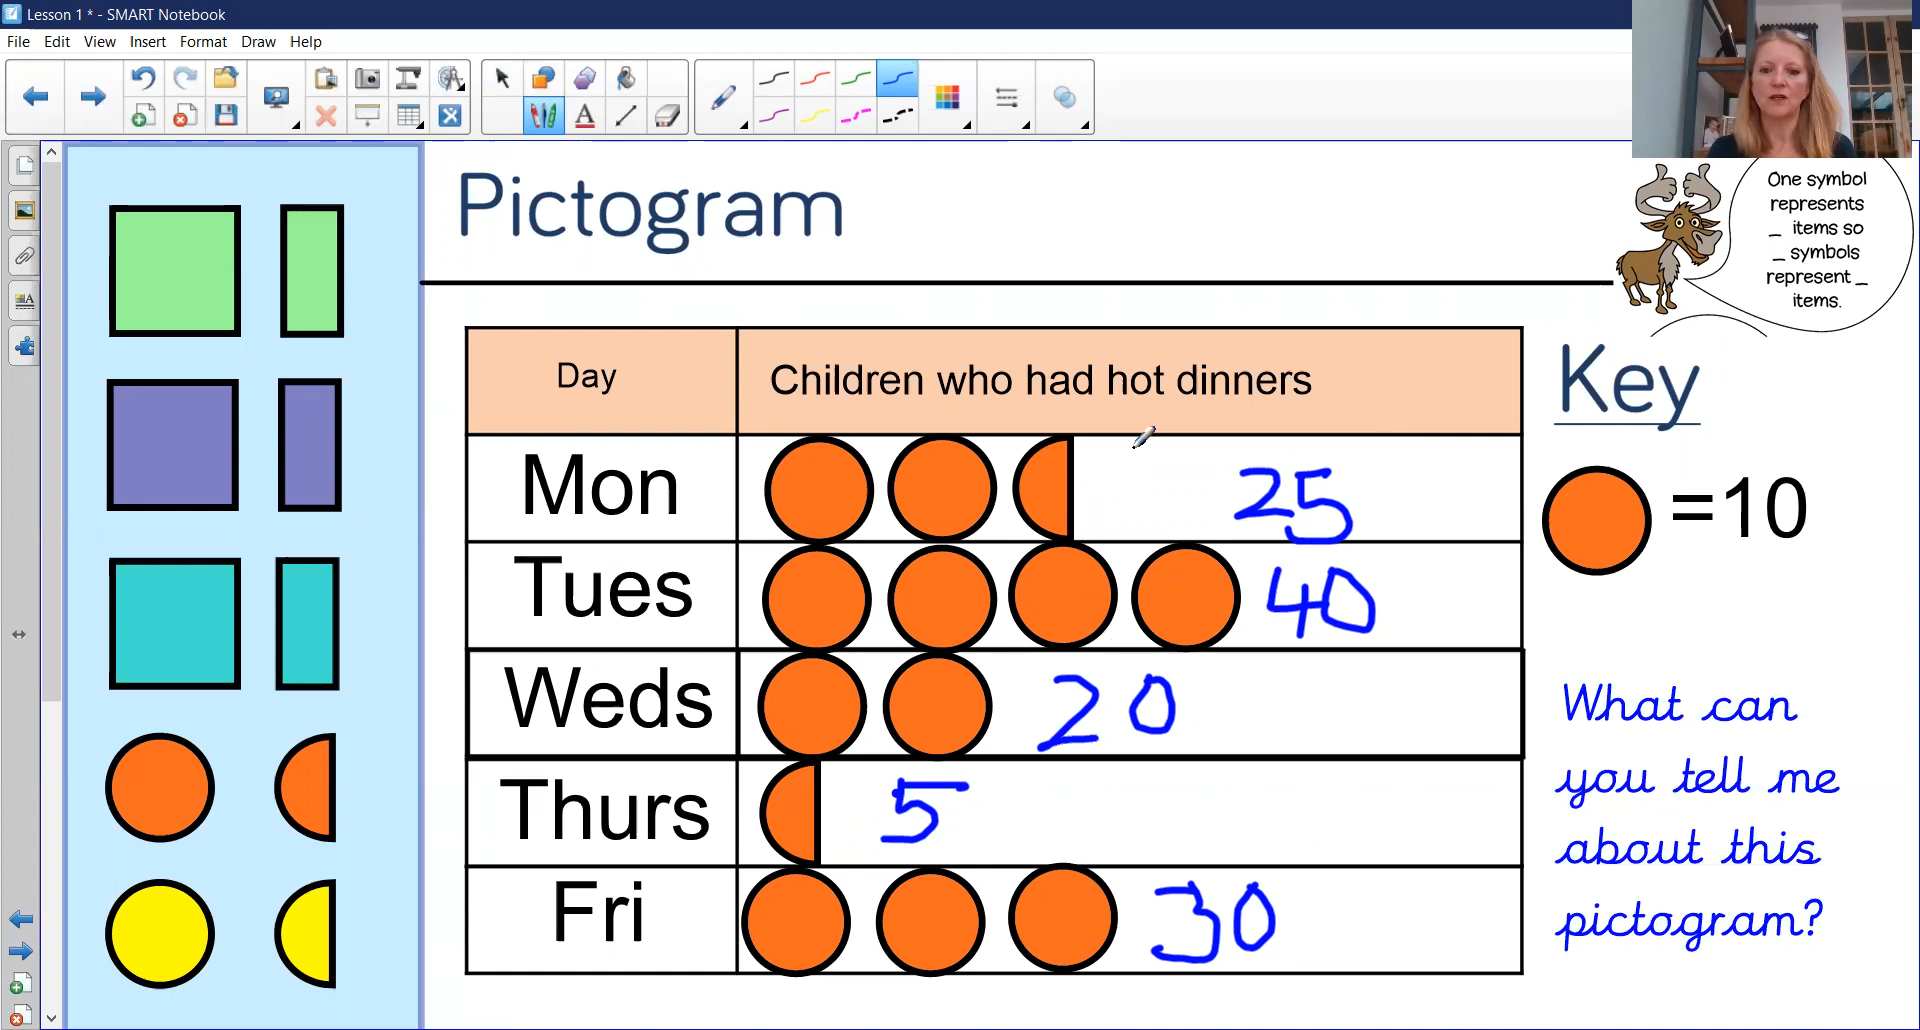 Lesson 1 * - SMART Notebook
File Edit View Insert Format Draw Help
Pictogram
One symbol
represents
_ items so
_ symbols
represent _
items.
Day Children who had hot dinners
Mon 25
Tues 40
Weds 20
Thurs 5
Fri 30
Key
=10
What can
you tell me
about this
pictogram?